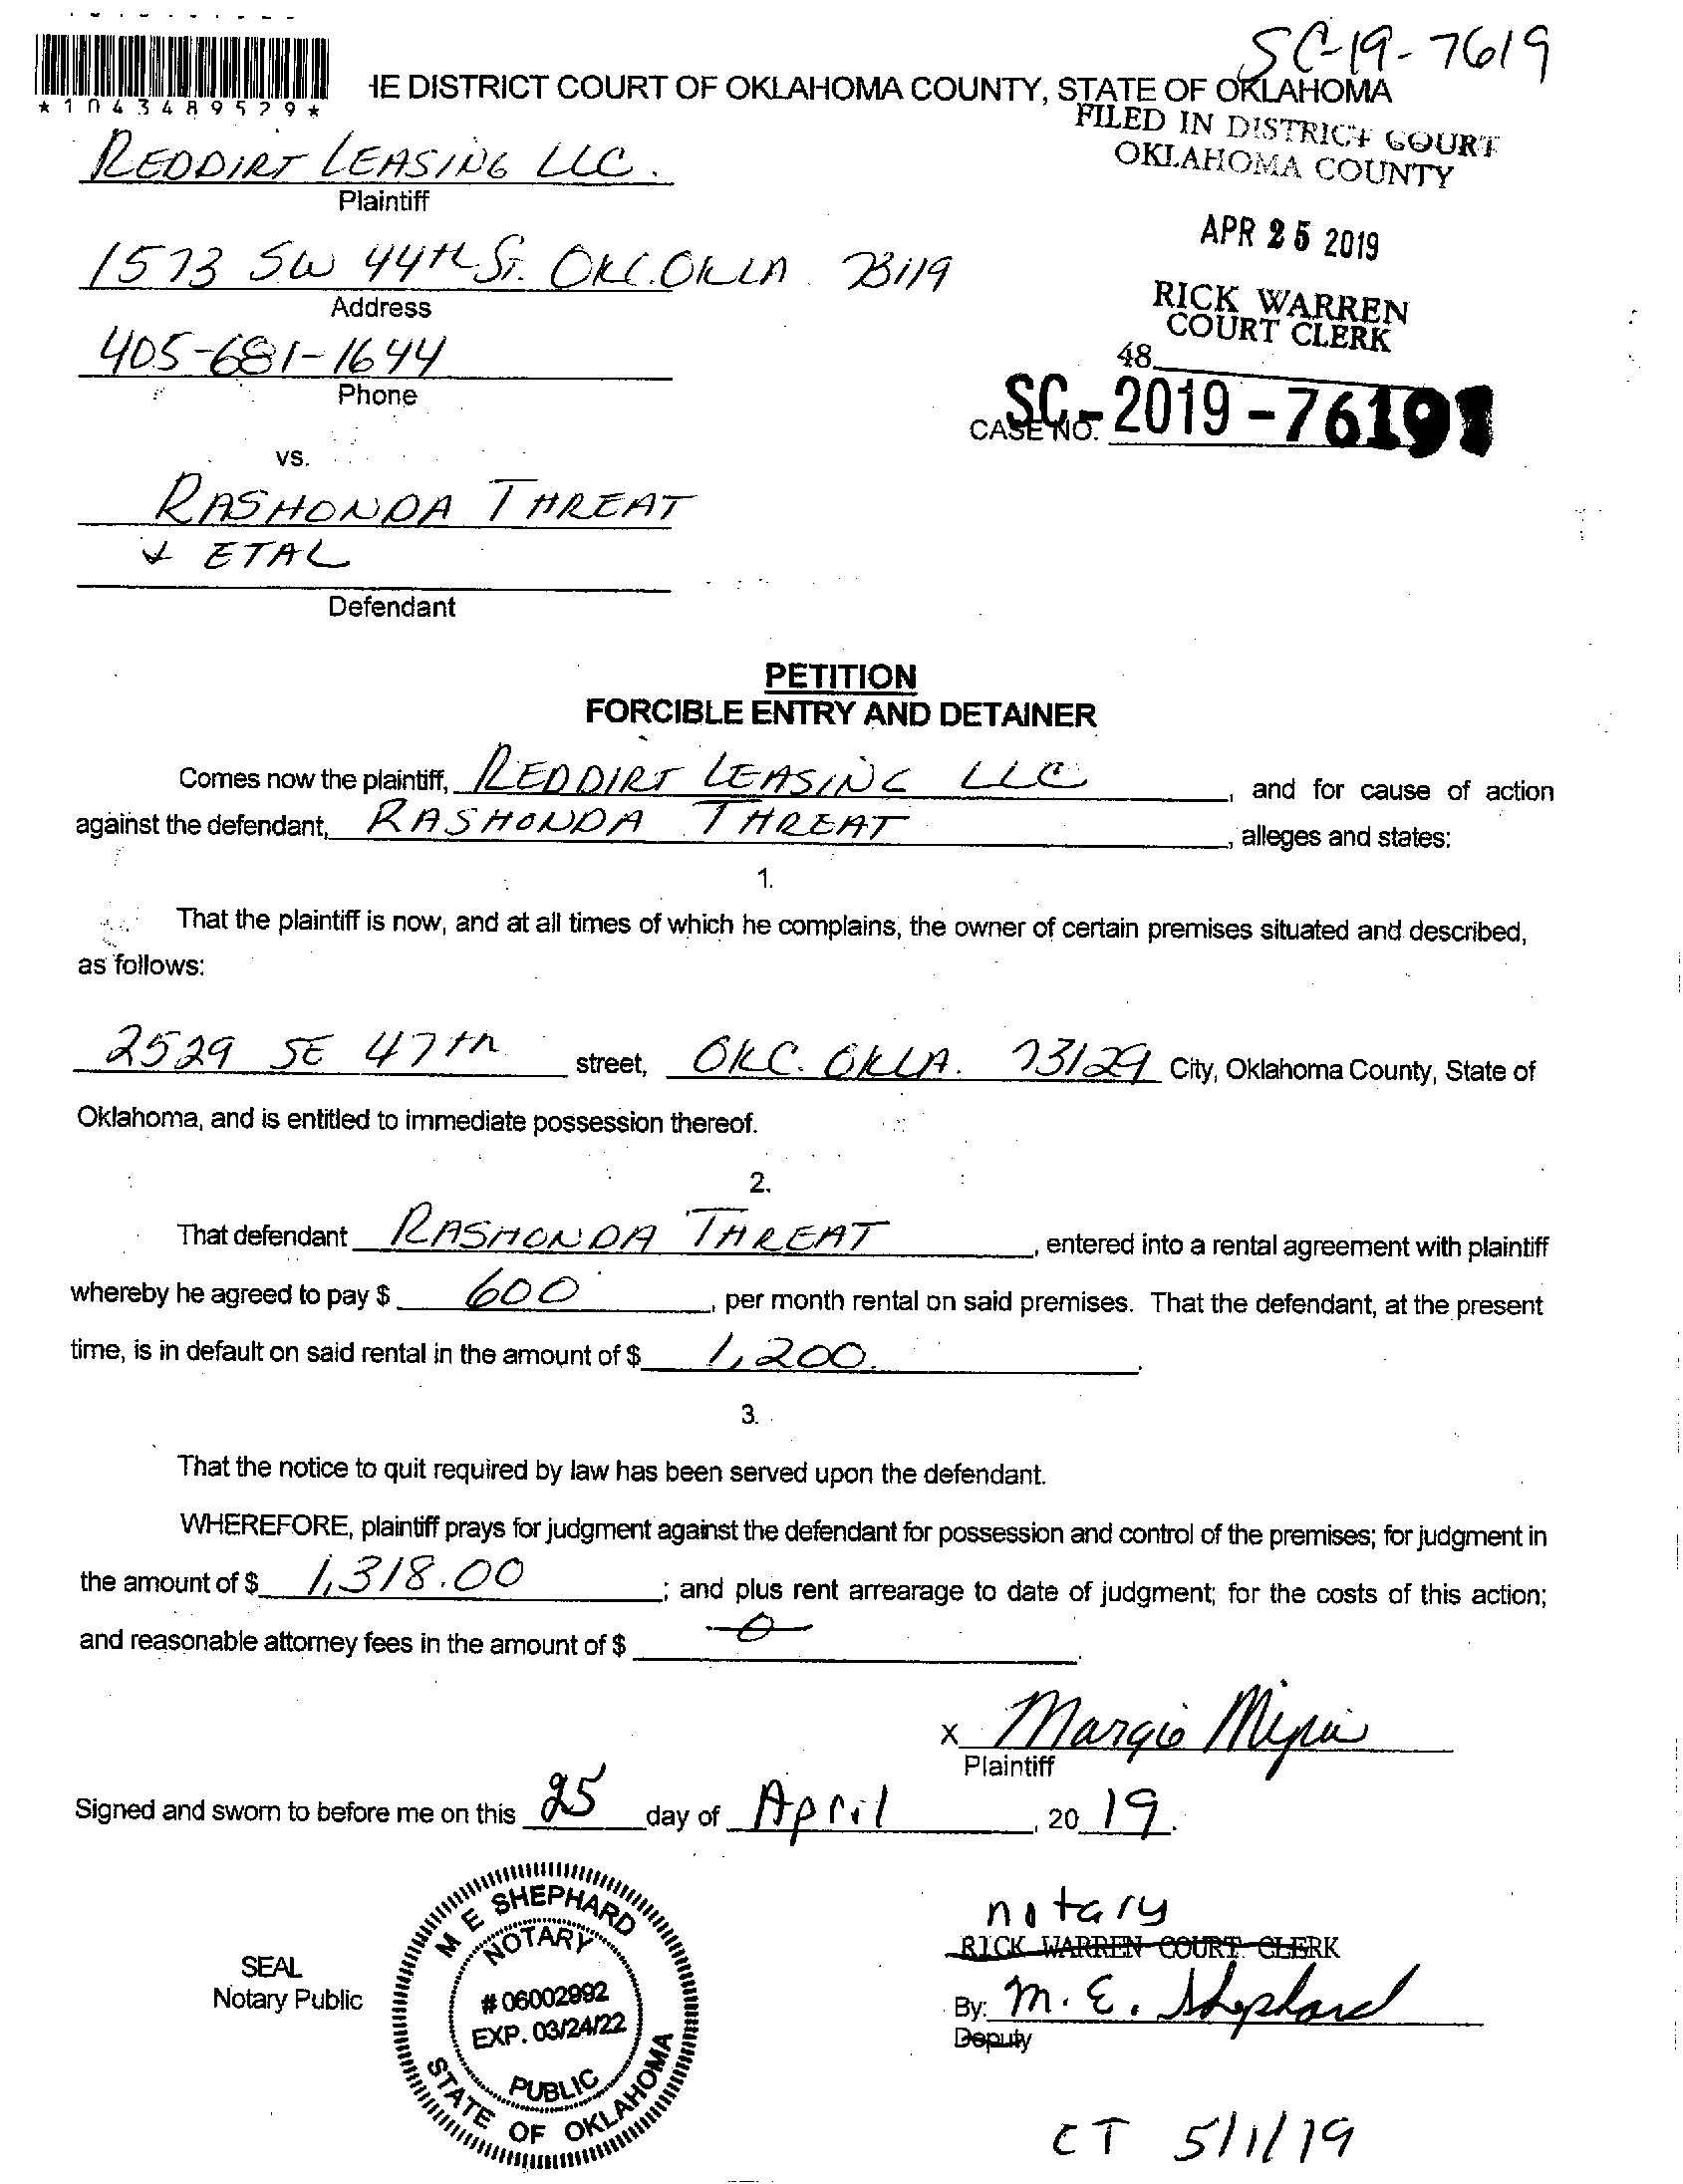 SC-19-7619
*1043489529*
IE DISTRICT COURT OF OKLAHOMA COUNTY, STATE OF OKLAHOMA
FILED IN DISTRICT COURT
OKLAHOMA COUNTY
REDDIRT LEASING LLC.
Plaintiff
APR 25 2019
1573 SW 44th St. OKC. OKLA 73119
Address
RICK WARREN
COURT CLERK
405-681-1644
Phone
48
CASE NO. SC-2019-7619
vs.
RASHONDA THREAT
& ETAL
Defendant
PETITION
FORCIBLE ENTRY AND DETAINER
Comes now the plaintiff, REDDIRT LEASING LLC, and for cause of action
against the defendant, RASHONDA THREAT, alleges and states:
1.
That the plaintiff is now, and at all times of which he complains, the owner of certain premises situated and described,
as follows:
2529 SE 47th street, OKC. OKLA. 73129 City, Oklahoma County, State of
Oklahoma, and is entitled to immediate possession thereof.
2.
That defendant RASHONDA THREAT, entered into a rental agreement with plaintiff
whereby he agreed to pay $ 600, per month rental on said premises. That the defendant, at the present
time, is in default on said rental in the amount of $ 1,200.
3.
That the notice to quit required by law has been served upon the defendant.
WHEREFORE, plaintiff prays for judgment against the defendant for possession and control of the premises; for judgment in
the amount of $ 1,318.00; and plus rent arrearage to date of judgment; for the costs of this action;
and reasonable attorney fees in the amount of $ 0.
x Margie
Plaintiff
Signed and sworn to before me on this 25 day of April, 2019.
M E SHEPHARD
NOTARY
# 06002992
EXP. 03/24/22
PUBLIC
STATE OF OKLAHOMA
SEAL
Notary Public
notary
RICK WARREN COURT CLERK
By: M. E. Shephard
Deputy
CT 5/1/19